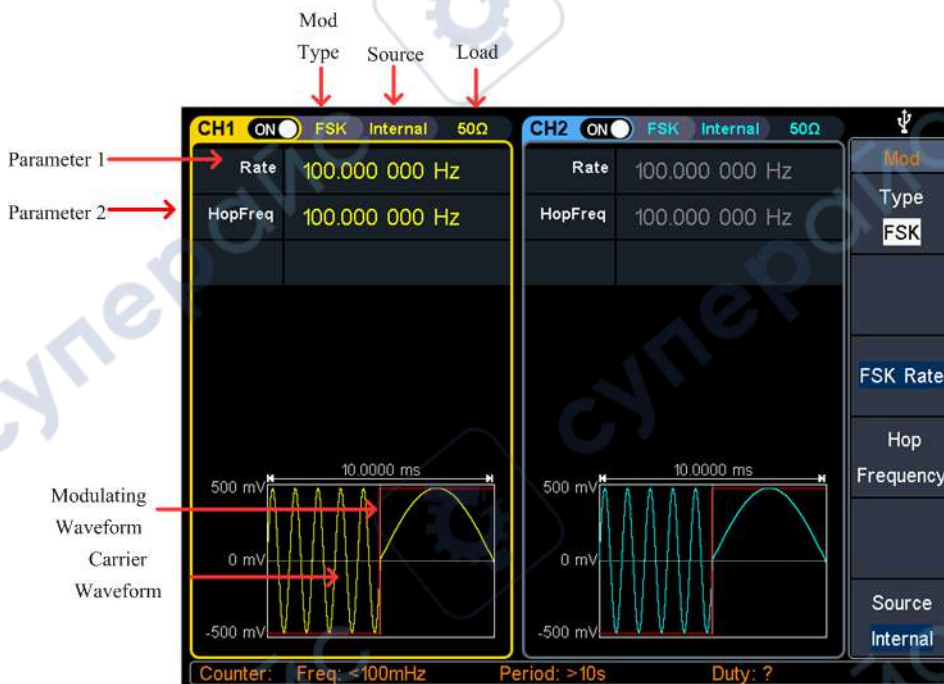 Mod
Type
Source
Load
CH1 ON FSK Internal 50Ω
CH2 ON FSK Internal 50Ω
Parameter 1
Rate 100.000 000 Hz
Rate 100.000 000 Hz
Mod
Parameter 2
HopFreq 100.000 000 Hz
HopFreq 100.000 000 Hz
Type
FSK
FSK Rate
Hop
Frequency
10.0000 ms
10.0000 ms
500 mV
500 mV
Modulating
Waveform
0 mV
0 mV
Carrier
Waveform
Source
Internal
-500 mV
-500 mV
Counter: Freq: <100mHz Period: >10s Duty: ?
супер
айс
супер